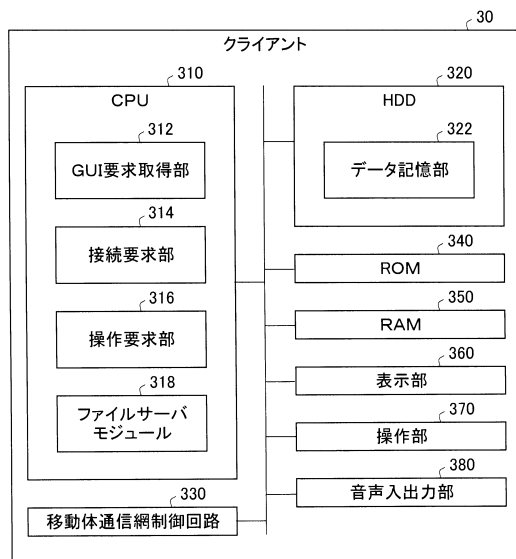 30
クライアント
310
CPU
312
GUI要求取得部
314
接続要求部
316
操作要求部
318
ファイルサーバ
モジュール
330
移動体通信網制御回路
320
HDD
322
データ記憶部
340
ROM
350
RAM
360
表示部
370
操作部
380
音声入出力部